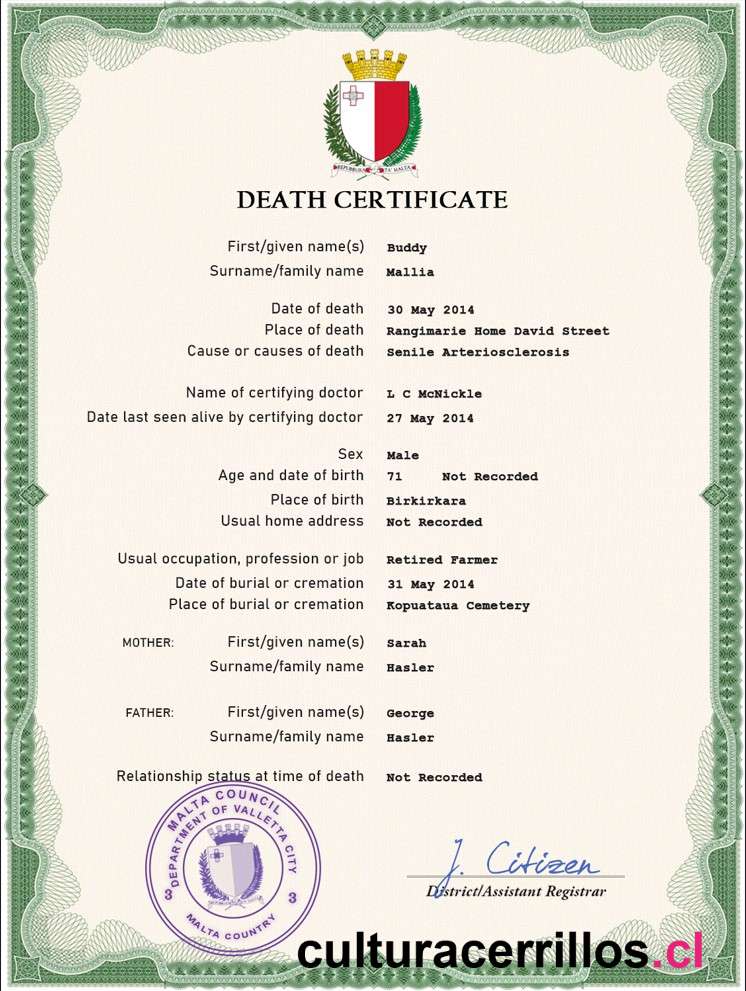 REPUBBLIKA TA' MALTA
DEATH CERTIFICATE
First/given name(s) Buddy
Surname/family name Mallia
Date of death 30 May 2014
Place of death Rangimarie Home David Street
Cause or causes of death Senile Arteriosclerosis
Name of certifying doctor L C McNickle
Date last seen alive by certifying doctor 27 May 2014
Sex Male
Age and date of birth 71 Not Recorded
Place of birth Birkirkara
Usual home address Not Recorded
Usual occupation, profession or job Retired Farmer
Date of burial or cremation 31 May 2014
Place of burial or cremation Kopuataua Cemetery
MOTHER: First/given name(s) Sarah
Surname/family name Hasler
FATHER: First/given name(s) George
Surname/family name Hasler
Relationship status at time of death Not Recorded
MALTA COUNCIL
DEPARTMENT OF VALLETTA CITY
3 3
MALTA COUNTRY
J. Citizen
District/Assistant Registrar
culturacerrillos.cl